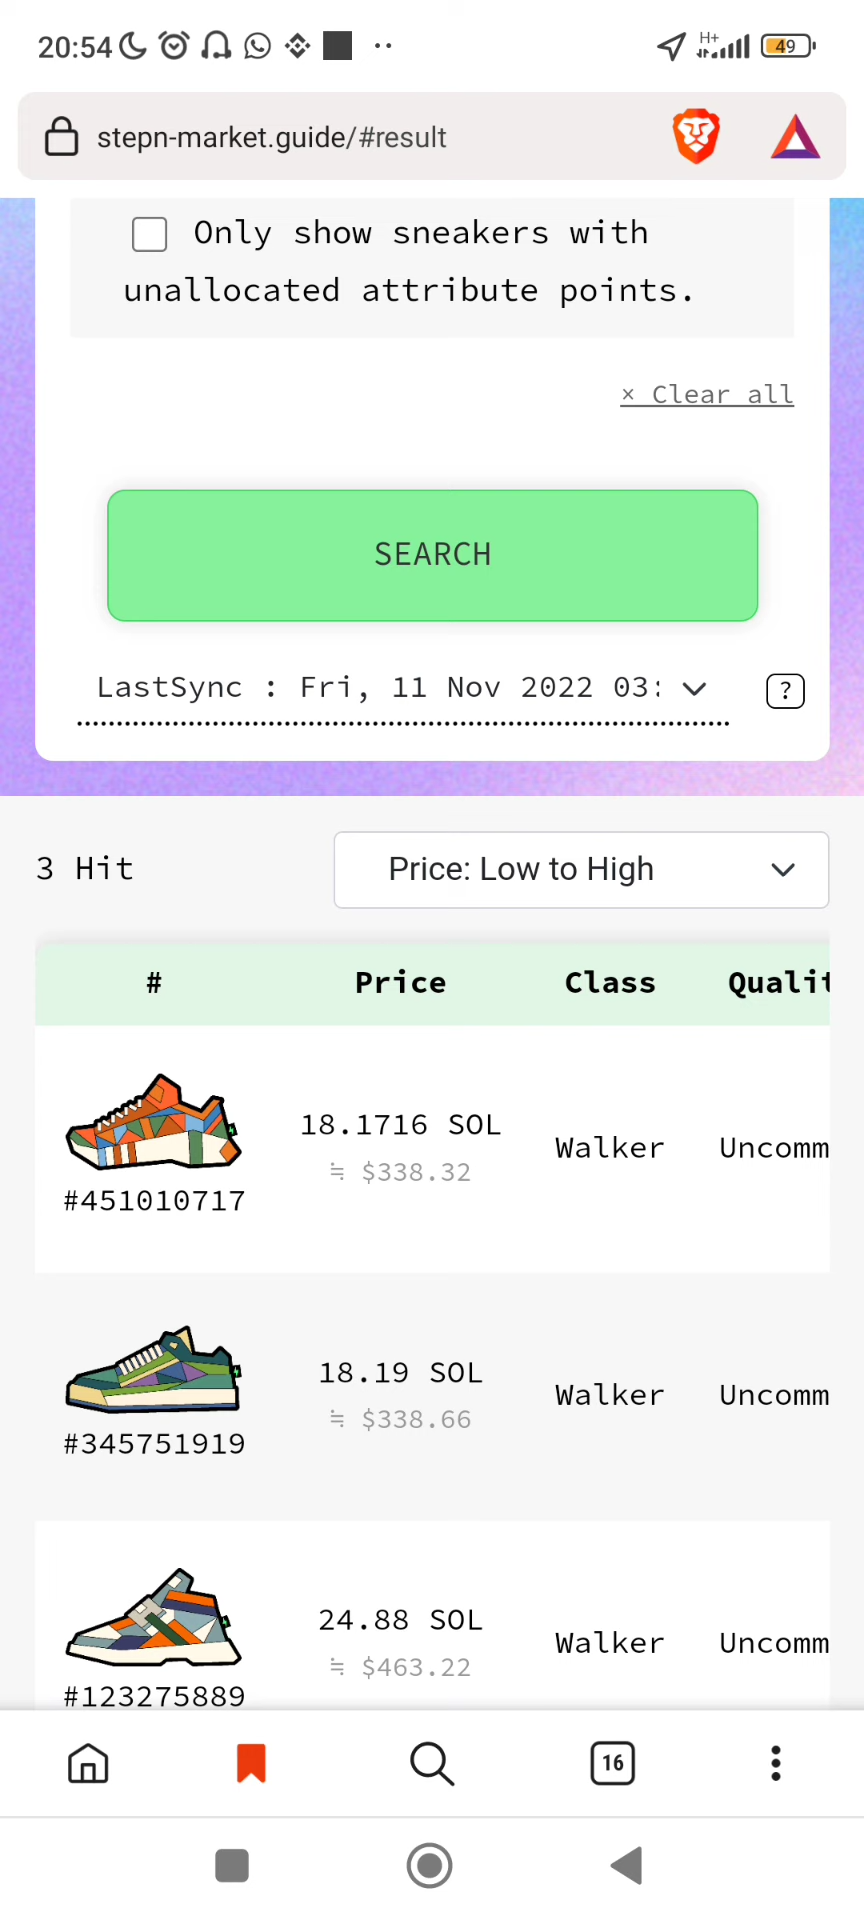 20:54
H+
49
stepn-market.guide/#result
Only show sneakers with
unallocated attribute points.
× Clear all
SEARCH
LastSync : Fri, 11 Nov 2022 03:
?
3 Hit
Price: Low to High
# Price Class Qualit
18.1716 SOL
≒ $338.32
Walker
Uncomm
#451010717
18.19 SOL
≒ $338.66
Walker
Uncomm
#345751919
24.88 SOL
≒ $463.22
Walker
Uncomm
#123275889
16